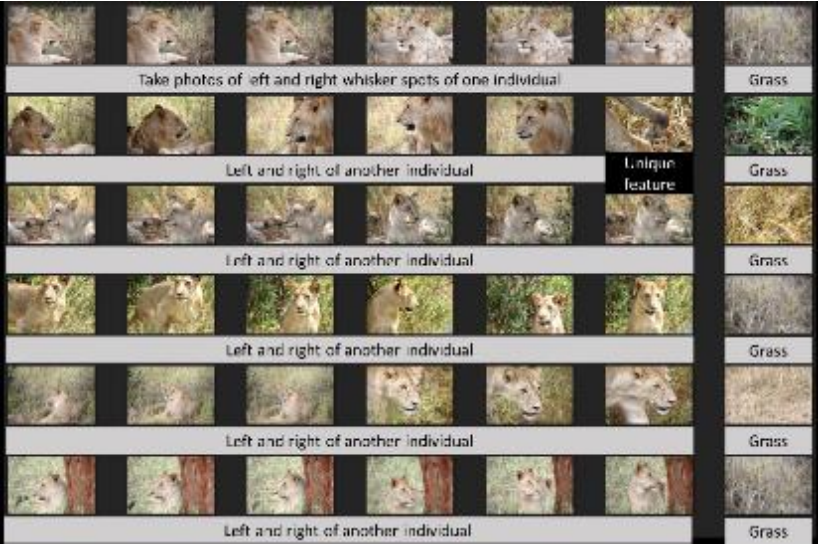 Take photos of left and right whisker spots of one individual
Grass
Left and right of another individual
Unique
feature
Grass
Left and right of another individual
Grass
Left and right of another individual
Grass
Left and right of another individual
Grass
Left and right of another individual
Grass